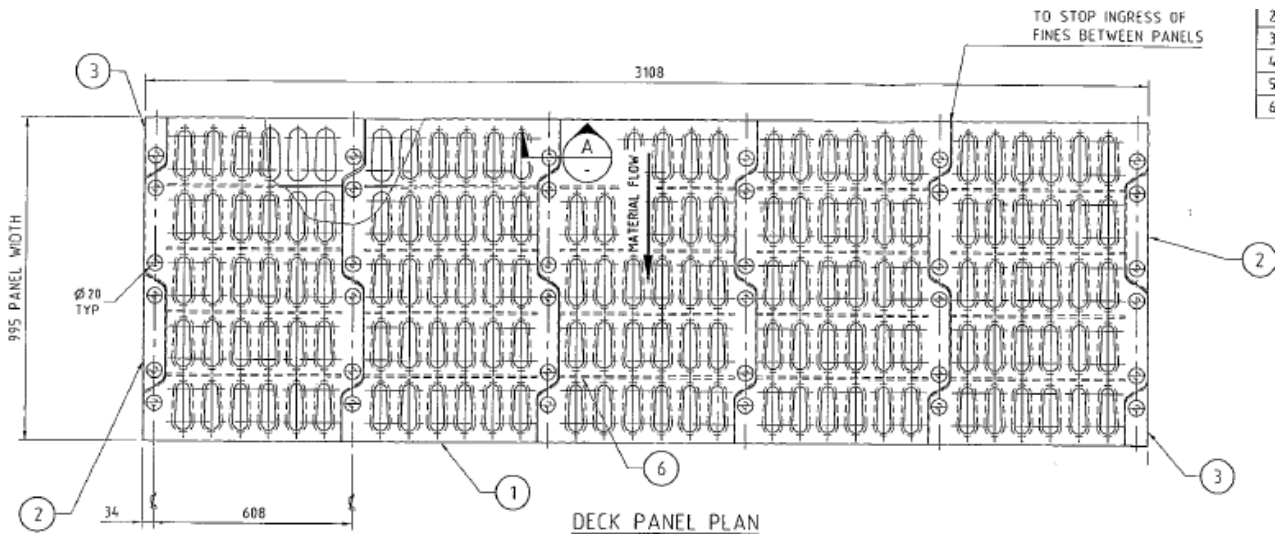 TO STOP INGRESS OF
FINES BETWEEN PANELS
2
3
4
5
6
3
3108
A
-
MATERIAL FLOW
995 PANEL WIDTH
Ø20
TYP
2
2
34
608
1
6
3
DECK PANEL PLAN